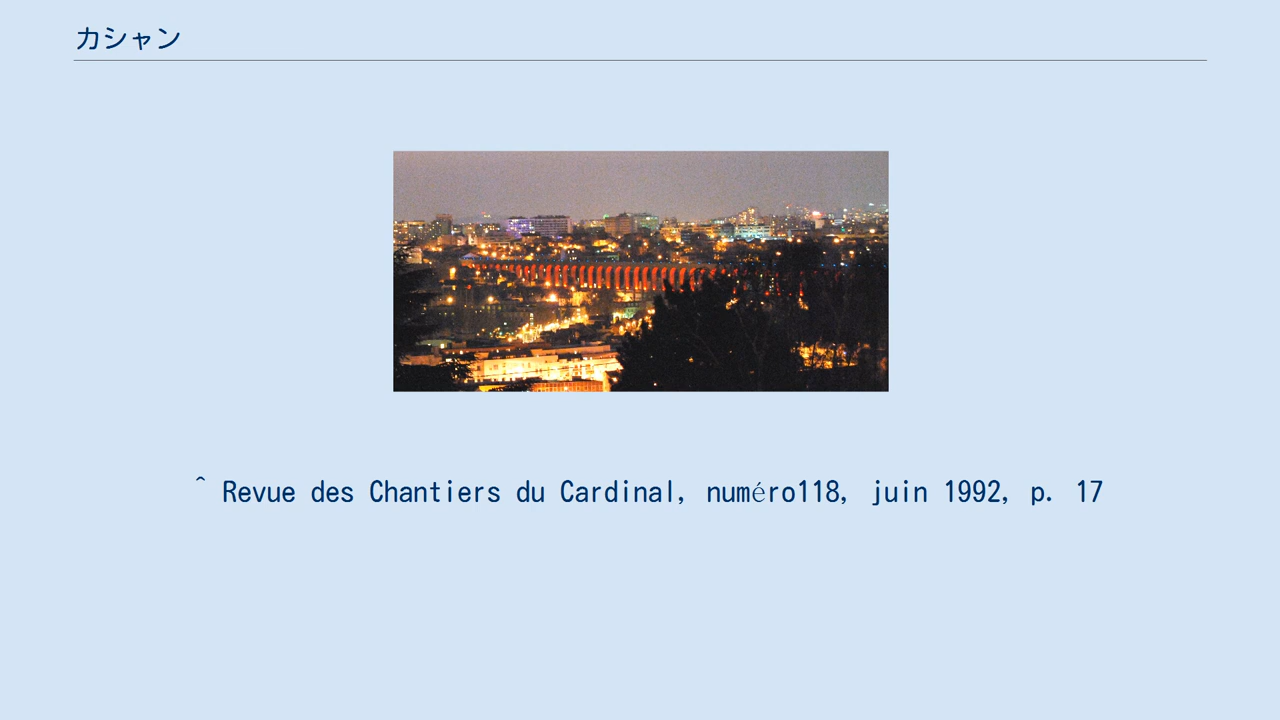 カシャン
^ Revue des Chantiers du Cardinal, numéro118, juin 1992, p. 17